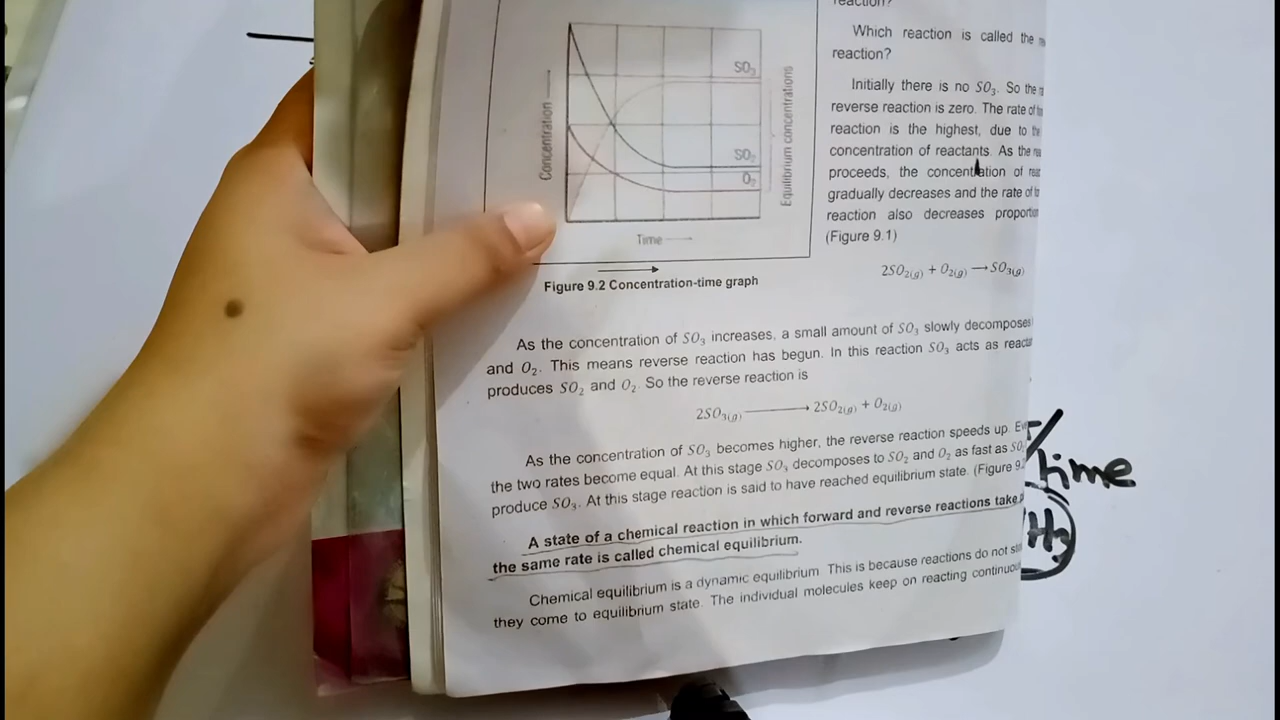 reaction?
Which reaction is called the
reaction?
Initially there is no SO₃. So the
reverse reaction is zero. The rate of
reaction is the highest, due to the
concentration of reactants. As the
proceeds, the concentration of
gradually decreases and the rate of
reaction also decreases
(Figure 9.1)
2SO₂(g) + O₂(g) → SO₃(g)
Concentration
SO₃
SO₂
O₂
Equilibrium concentrations
Time
Figure 9.2 Concentration-time graph
As the concentration of SO₃ increases, a small amount of SO₃ slowly decomposes
and O₂. This means reverse reaction has begun. In this reaction SO₃ acts as
produces SO₂ and O₂. So the reverse reaction is
2SO₃(g) → 2SO₂(g) + O₂(g)
As the concentration of SO₃ becomes higher, the reverse reaction speeds up.
the two rates become equal. At this stage SO₃ decomposes to SO₂ and O₂ as fast as
produce SO₃. At this stage reaction is said to have reached equilibrium state. (Figure
A state of a chemical reaction in which forward and reverse reactions take
the same rate is called chemical equilibrium.
Chemical equilibrium is a dynamic equilibrium. This is because reactions do not
they come to equilibrium state. The individual molecules keep on reacting
Time
H₂